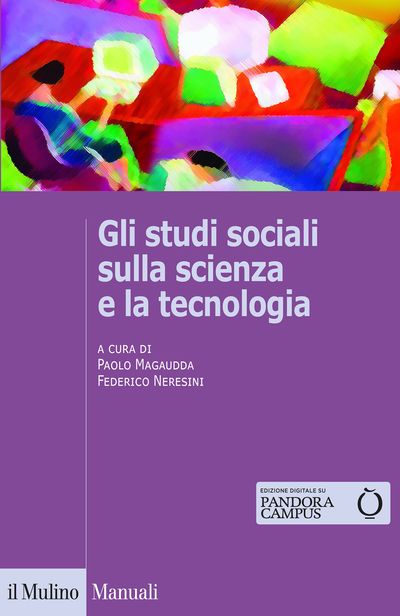 Gli studi sociali
sulla scienza
e la tecnologia
A CURA DI
PAOLO MAGAUDDA
FEDERICO NERESINI
EDIZIONE DIGITALE SU
PANDORA
CAMPUS
il Mulino Manuali